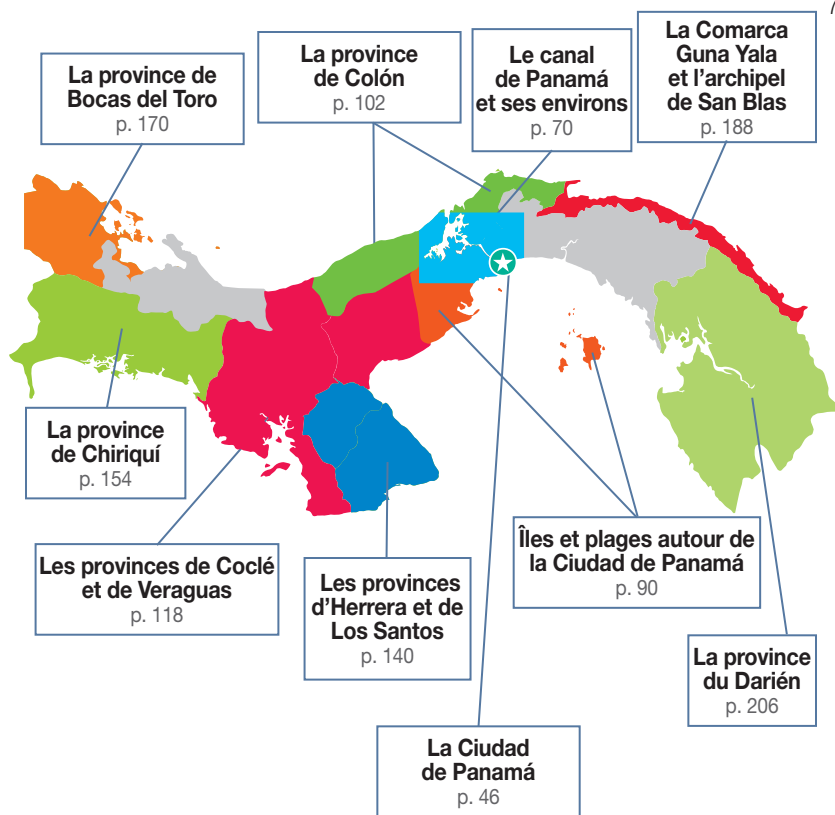 La province de
Bocas del Toro
p. 170
La province
de Colón
p. 102
Le canal
de Panamá
et ses environs
p. 70
La Comarca
Guna Yala
et l'archipel
de San Blas
p. 188
La province
de Chiriquí
p. 154
Les provinces de Coclé
et de Veraguas
p. 118
Les provinces
d'Herrera et de
Los Santos
p. 140
Îles et plages autour de
la Ciudad de Panamá
p. 90
La province
du Darién
p. 206
La Ciudad
de Panamá
p. 46